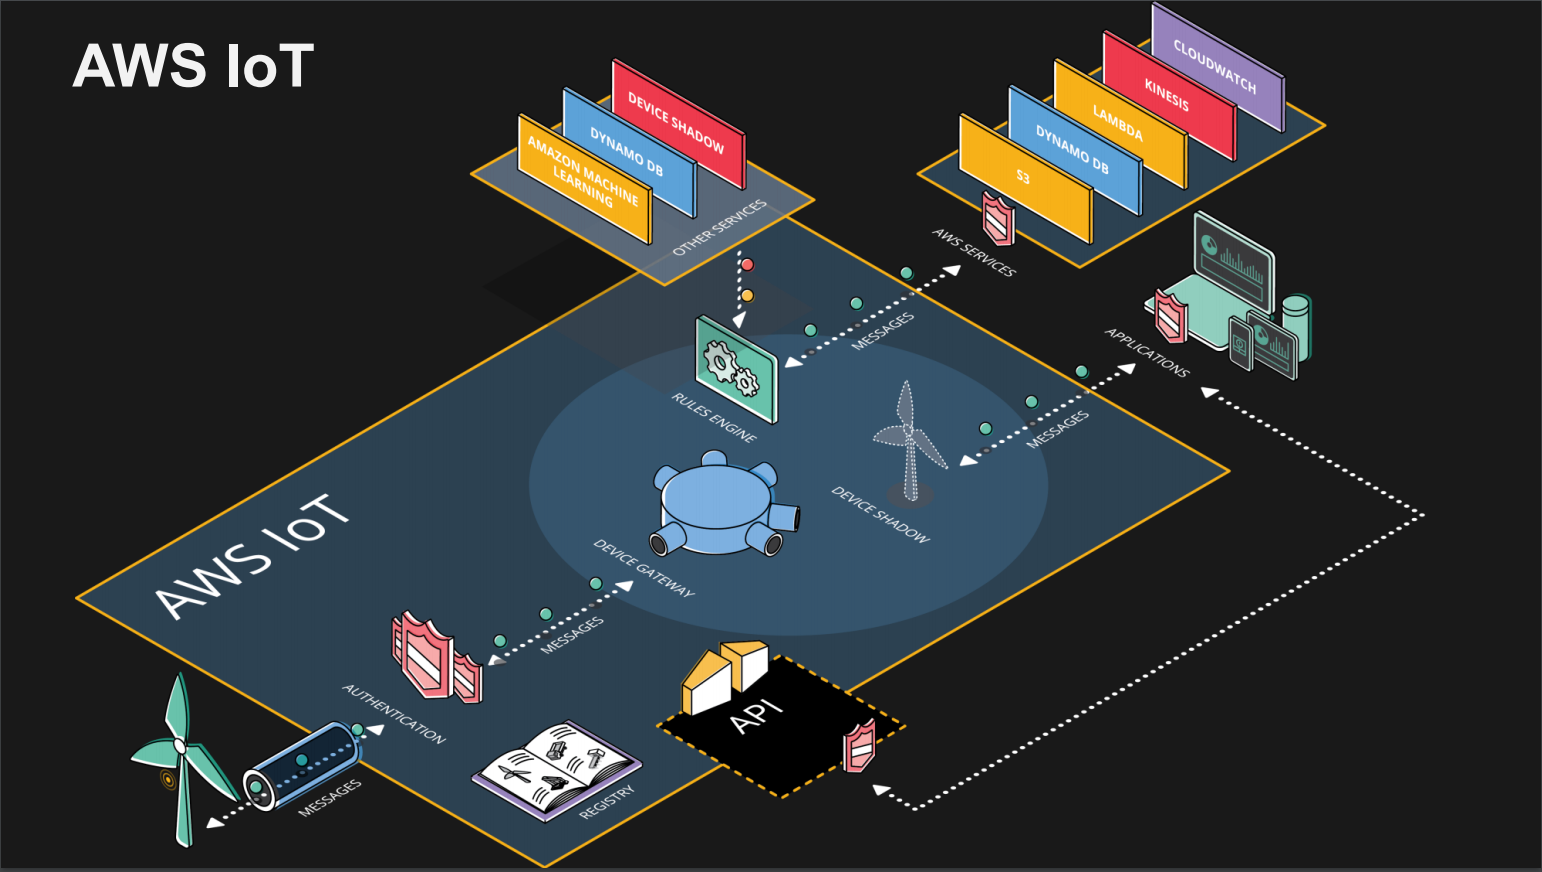 AWS IoT
CLOUDWATCH
KINESIS
LAMBDA
DYNAMO DB
S3
AWS SERVICES
DEVICE SHADOW
DYNAMO DB
AMAZON MACHINE
LEARNING
OTHER SERVICES
MESSAGES
APPLICATIONS
MESSAGES
RULES ENGINE
DEVICE SHADOW
DEVICE GATEWAY
MESSAGES
AWS IoT
AUTHENTICATION
MESSAGES
REGISTRY
API